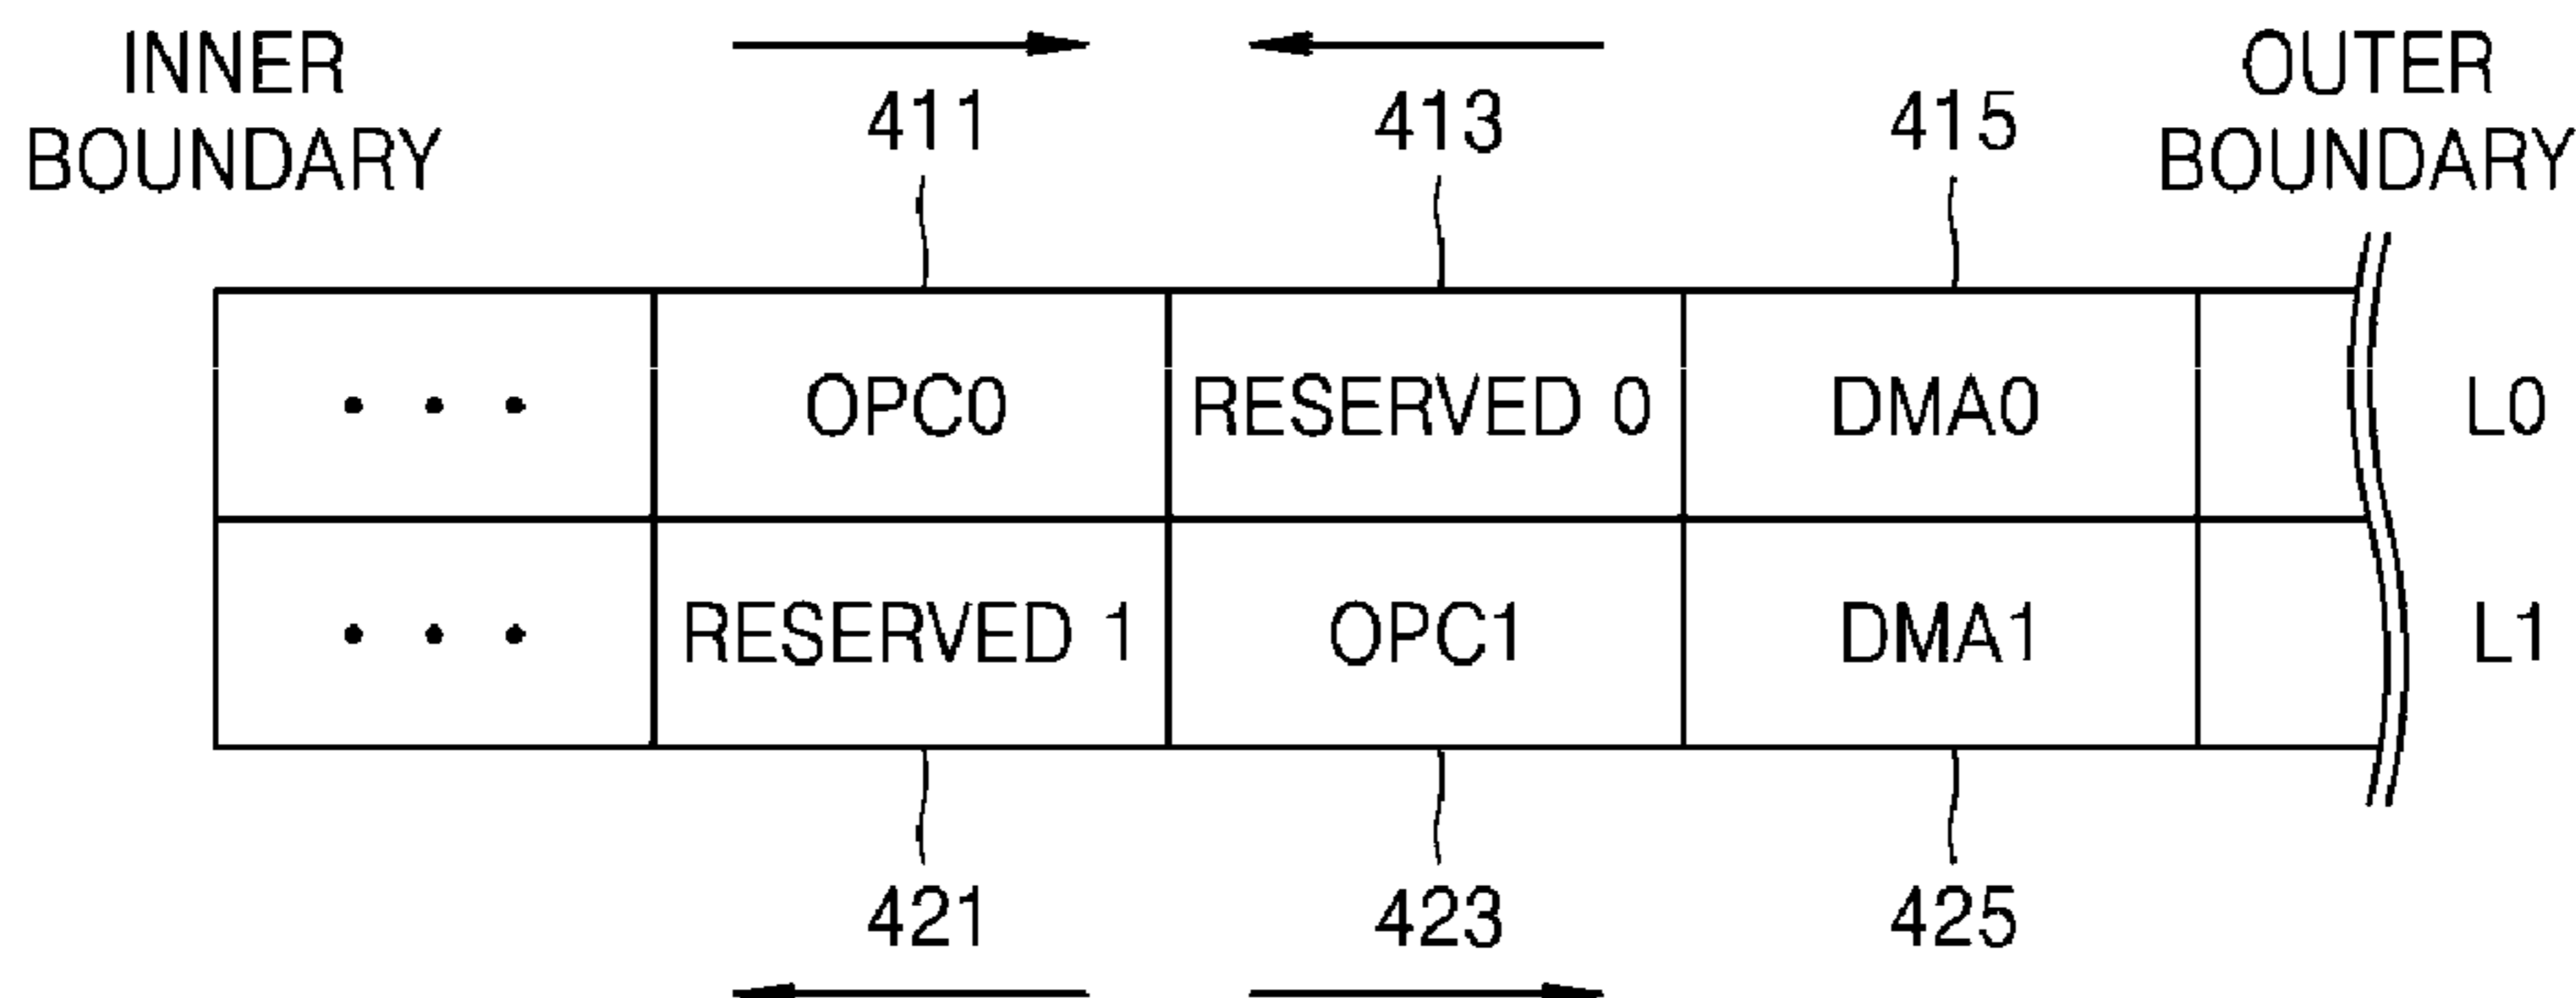 INNER
BOUNDARY
411
413
415
OUTER
BOUNDARY
• • •
OPC0
RESERVED 0
DMA0
L0
• • •
RESERVED 1
OPC1
DMA1
L1
421
423
425